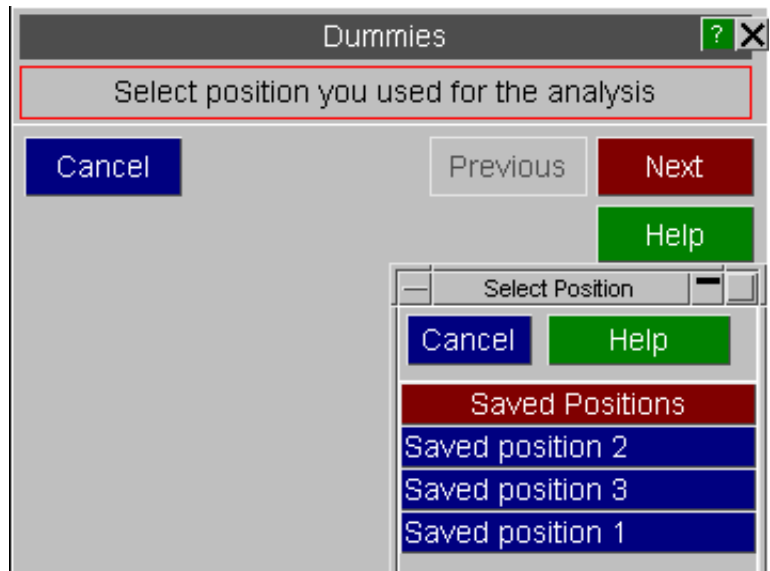 Dummies ? X
Select position you used for the analysis
Cancel Previous Next
Help
Select Position
Cancel Help
Saved Positions
Saved position 2
Saved position 3
Saved position 1